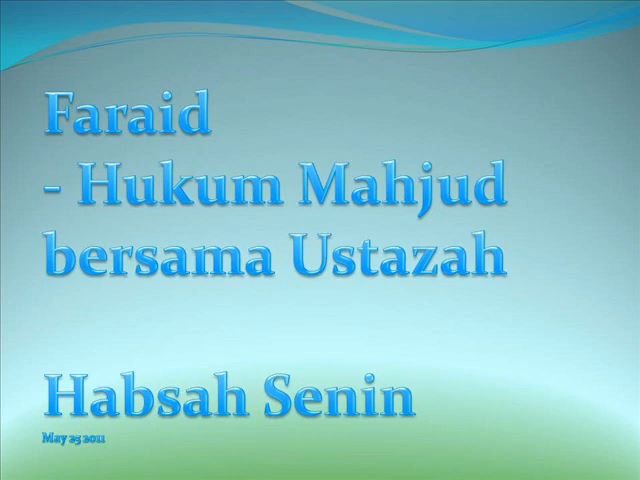 Faraid
- Hukum Mahjud
bersama Ustazah
Habsah Senin
May 25 2011